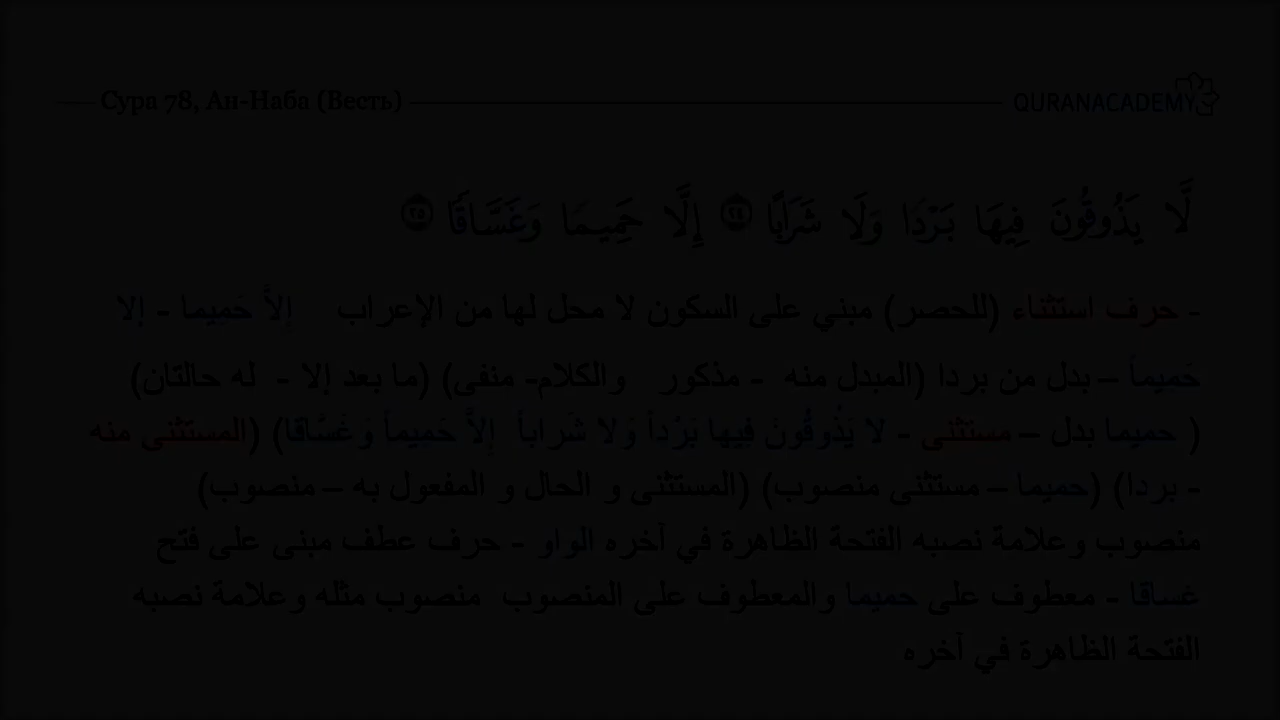 Сура 78, Ан-Наба (Весть)
QURANACADEMY
لَّا يَذُوقُونَ فِيهَا بَرْدًا وَلَا شَرَابًا ٢٤ إِلَّا حَمِيمًا وَغَسَّاقًا ٢٥
- حرف استثناء (للحصر) مبني على السكون لا محل لها من الإعراب إِلاَّ حَمِيما - إلا
حَمِيماً – بدل من بردا (المبدل منه - مذكور والكلام- منفى) (ما بعد إلا - له حالتان)
( حميما بدل – مستثنى - لا يَذُوقُونَ فِيها بَرْداً وَلا شَراباً إِلاَّ حَمِيماً وَغَسَّاقا) (المستثنى منه
- بردا) (حميما – مستثنى منصوب) (المستثنى و الحال و المفعول به – منصوب)
منصوب وعلامة نصبه الفتحة الظاهرة في آخره الواو - حرف عطف مبنى على فتح
غساقا - معطوف على حميما والمعطوف على المنصوب منصوب مثله وعلامة نصبه
الفتحة الظاهرة في آخره